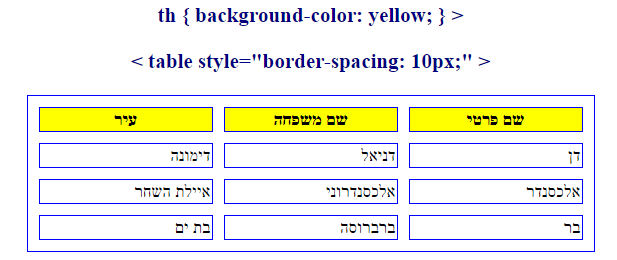 th { background-color: yellow; } >
< table style="border-spacing: 10px;" >
שם פרטי שם משפחה עיר
דן דניאל דימונה
אלכסנדר אלכסנדרוני איילת השחר
בר ברברוסה בת ים